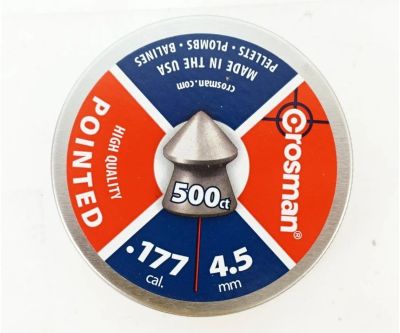 PELLETS • PLOMBS • BALINES
MADE IN THE USA
crosman.com
HIGH QUALITY
POINTED
crosman®
500ct
.177
cal.
4.5
mm